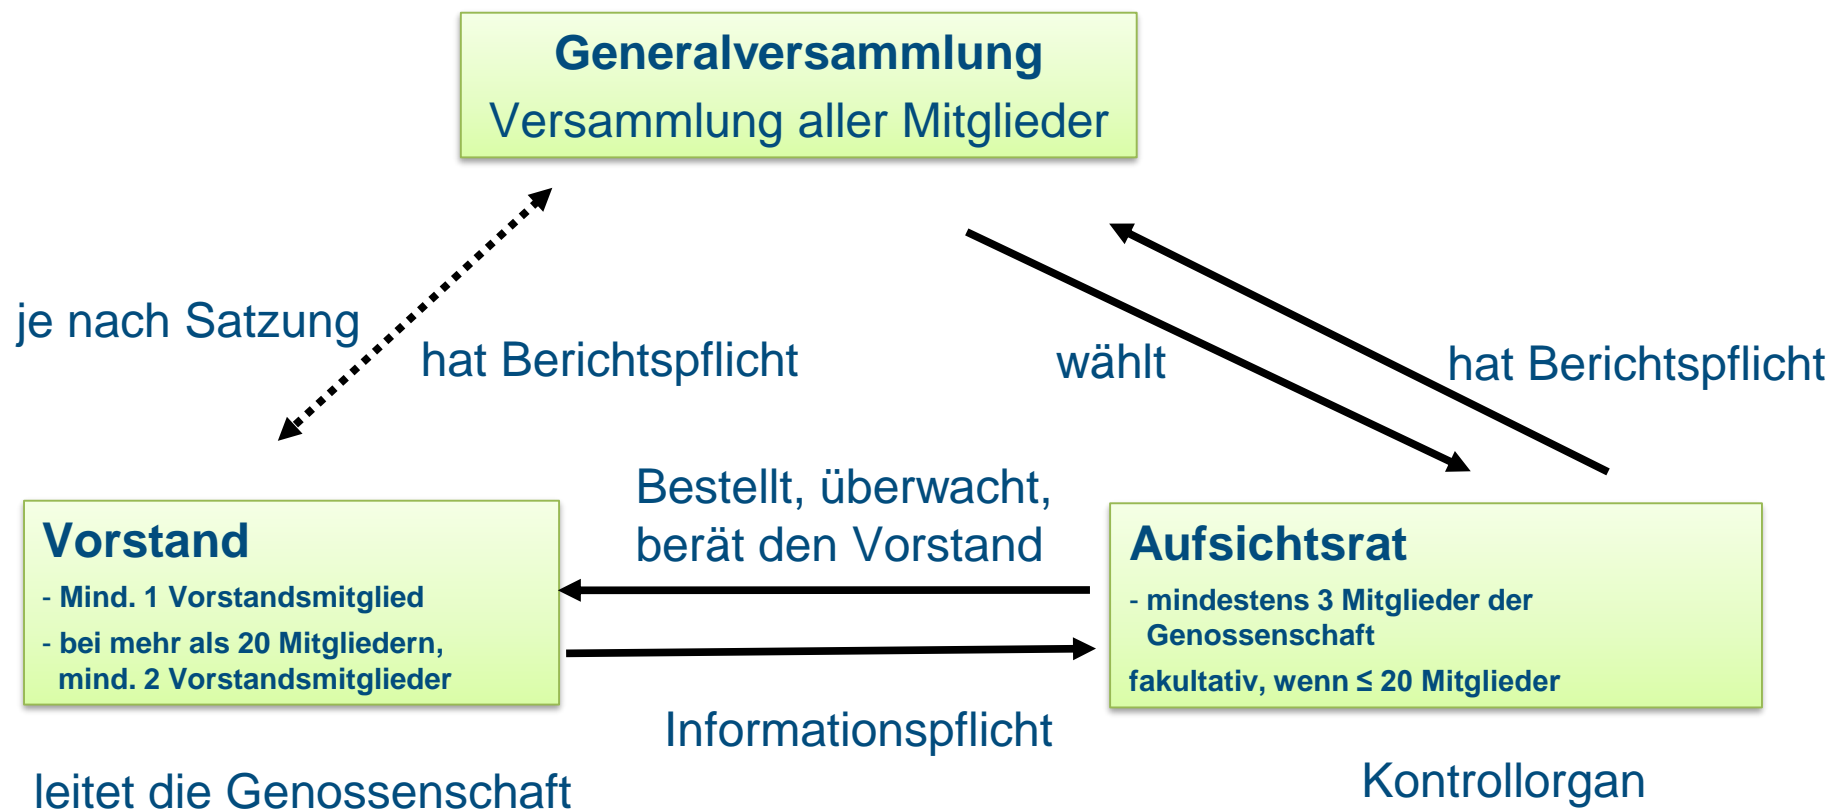 Generalversammlung
Versammlung aller Mitglieder
je nach Satzung
hat Berichtspflicht
wählt
hat Berichtspflicht
Bestellt, überwacht,
berät den Vorstand
Vorstand
- Mind. 1 Vorstandsmitglied
- bei mehr als 20 Mitgliedern,
mind. 2 Vorstandsmitglieder
Aufsichtsrat
- mindestens 3 Mitglieder der
Genossenschaft
fakultativ, wenn ≤ 20 Mitglieder
Informationspflicht
leitet die Genossenschaft
Kontrollorgan